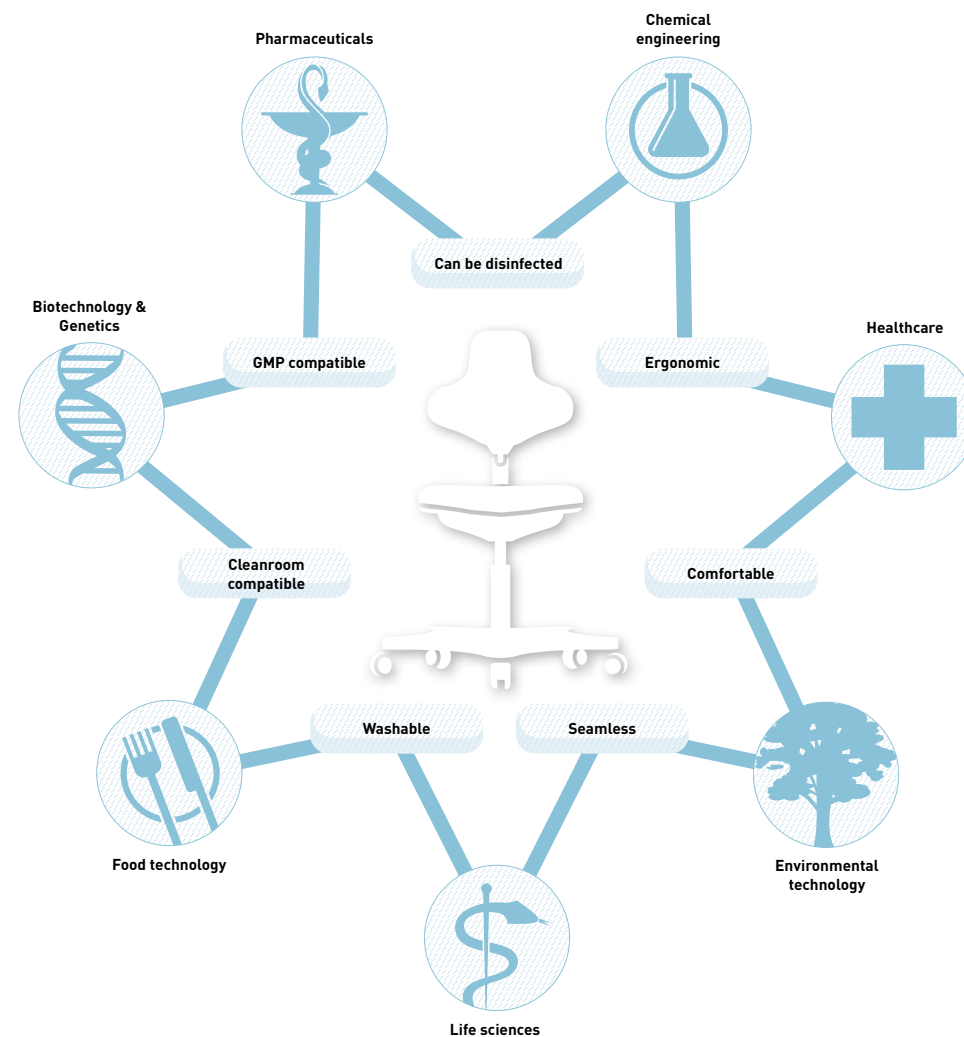 Chemical
engineering
Pharmaceuticals
Can be disinfected
Biotechnology &
Genetics
Healthcare
GMP compatible
Ergonomic
Cleanroom
compatible
Comfortable
Washable
Seamless
Food technology
Environmental
technology
Life sciences